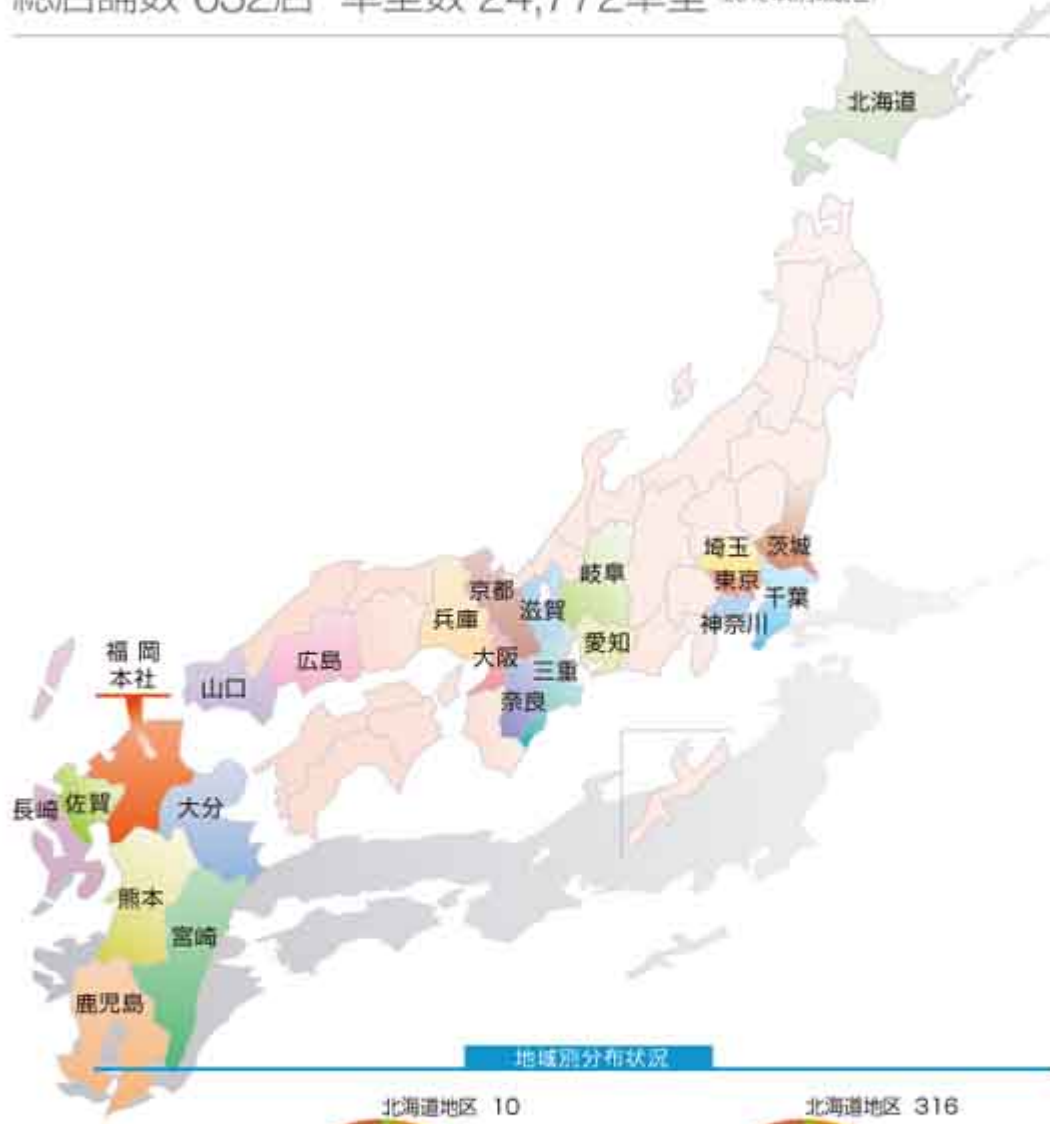 総店舗数 652店 車室数 24,772車室
北海道
埼玉 茨城
東京
千葉
神奈川
岐阜
京都
滋賀
兵庫
愛知
大阪
三重
広島
奈良
山口
福岡
本社
長崎 佐賀
大分
熊本
宮崎
鹿児島
地域別分布状況
北海道地区 10
北海道地区 316